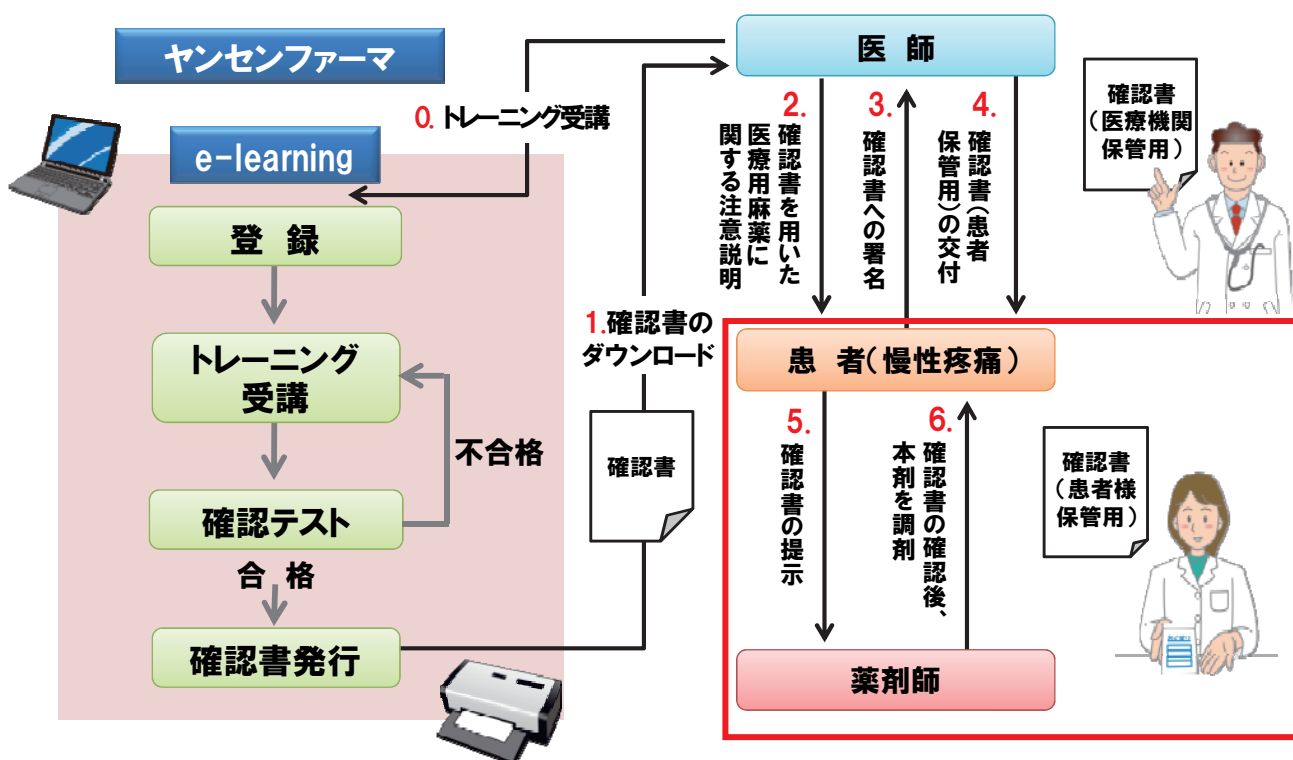 ヤンセンファーマ
0. トレーニング受講
e-learning
登 録
トレーニング
受講
不合格
確認テスト
合 格
確認書発行
1.確認書の
ダウンロード
確認書
医 師
2.
確認書を用いた
医療用麻薬に
関する注意説明
3.
確認書への署名
4.
確認書(患者
保管用)の交付
確認書
(医療機関
保管用)
患 者(慢性疼痛)
5.
確認書の提示
6.
確認書の確認後、
本剤を調剤
確認書
(患者様
保管用)
薬剤師